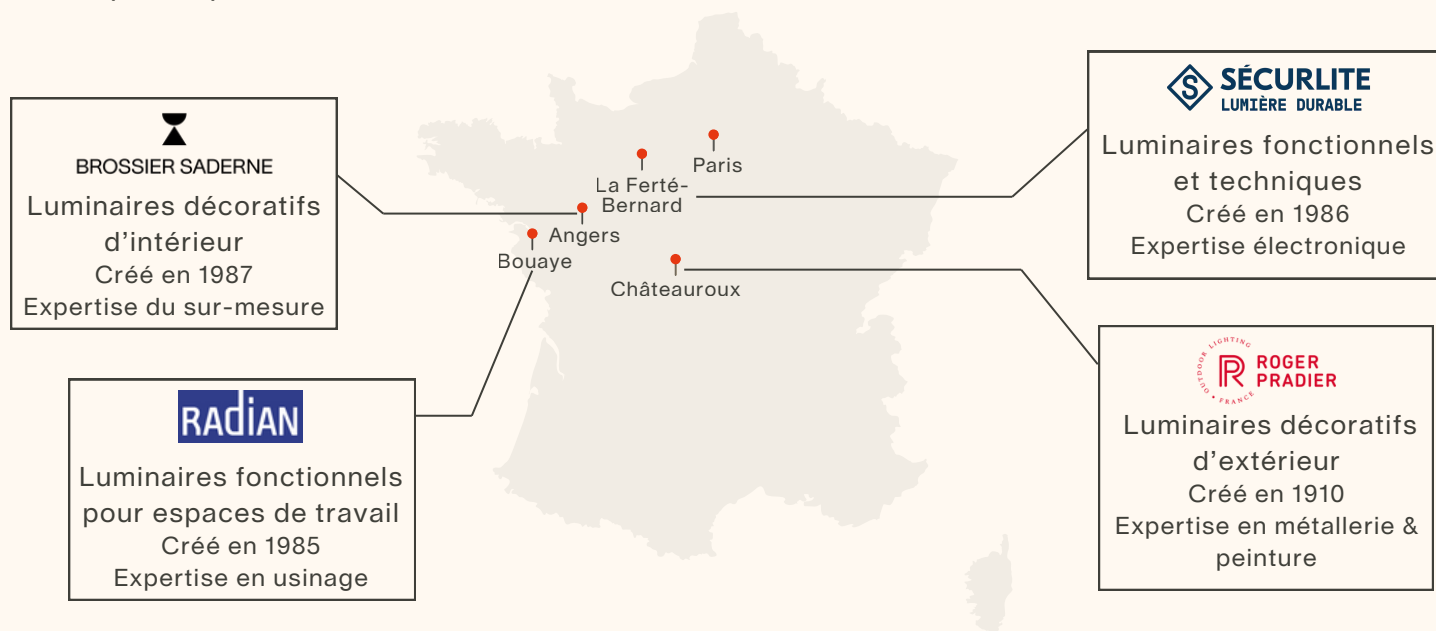 BROSSIER SADERNE
Luminaires décoratifs
d’intérieur
Créé en 1987
Expertise du sur-mesure
RADiAN
Luminaires fonctionnels
pour espaces de travail
Créé en 1985
Expertise en usinage
Paris
La Ferté-
Bernard
Angers
Bouaye
Châteauroux
S SÉCURLITE
LUMIÈRE DURABLE
Luminaires fonctionnels
et techniques
Créé en 1986
Expertise électronique
OUTDOOR LIGHTING • FRANCE
R ROGER
PRADIER
Luminaires décoratifs
d’extérieur
Créé en 1910
Expertise en métallerie &
peinture